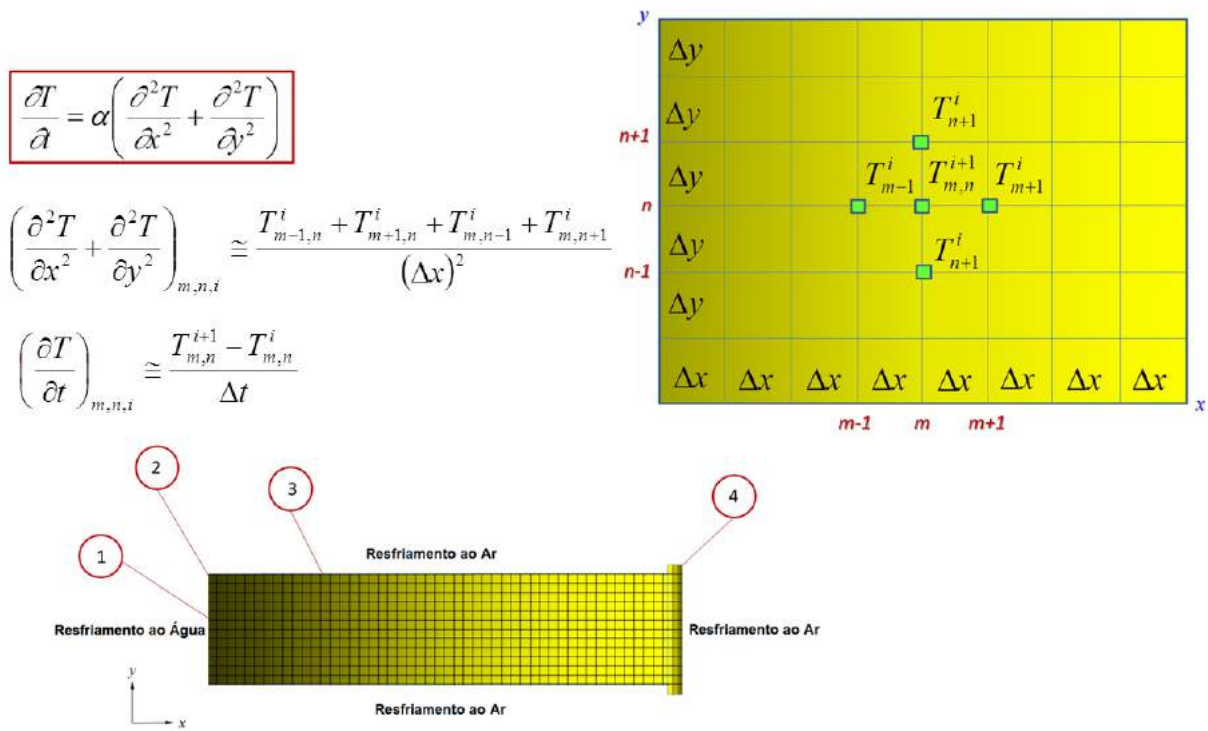 ∂T/∂t = α(∂²T/∂x² + ∂²T/∂y²)
(∂²T/∂x² + ∂²T/∂y²)_{m,n,i} ≅ (T^i_{m-1,n} + T^i_{m+1,n} + T^i_{m,n-1} + T^i_{m,n+1}) / (Δx)²
(∂T/∂t)_{m,n,i} ≅ (T^{i+1}_{m,n} − T^i_{m,n}) / Δt
y
Δy
Δy T^i_{n+1}
n+1
Δy T^i_{m-1} T^{i+1}_{m,n} T^i_{m+1}
n
Δy T^i_{n+1}
n-1
Δy
Δx Δx Δx Δx Δx Δx Δx Δx
x
m-1 m m+1
2
3
4
1
Resfriamento ao Ar
Resfriamento ao Água
Resfriamento ao Ar
Resfriamento ao Ar
y
x